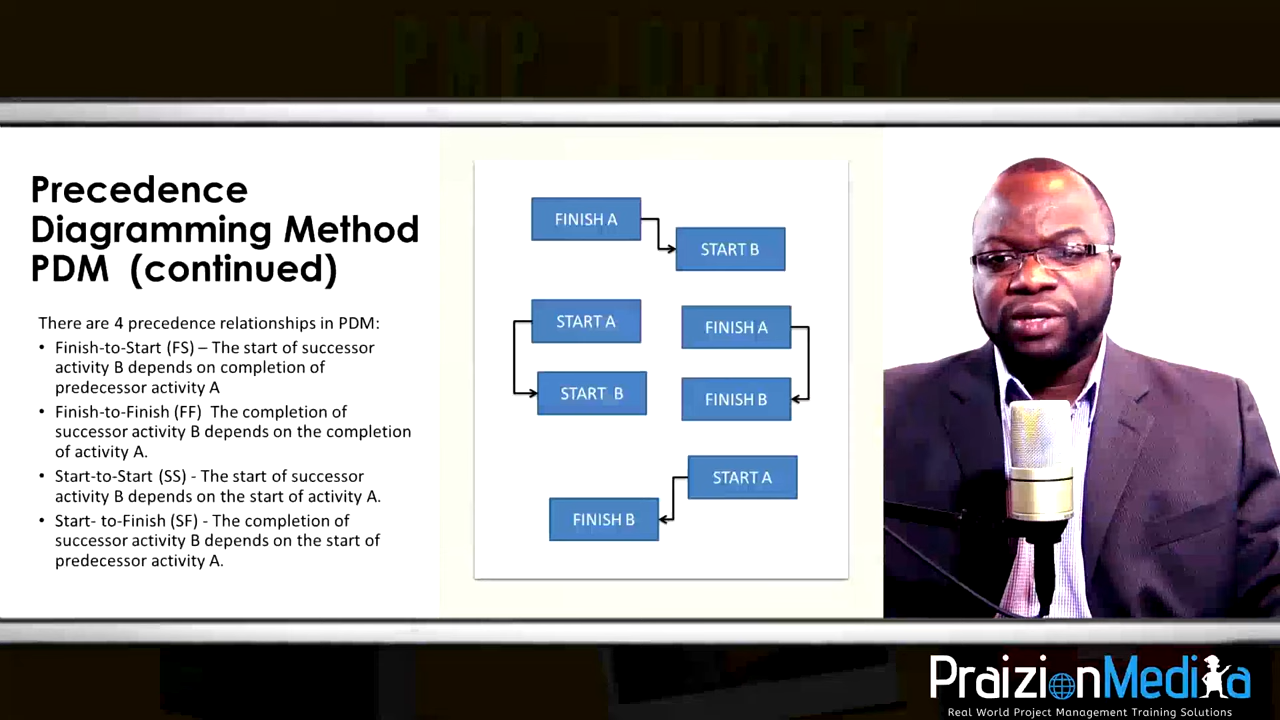 PMP JOURNEY
Precedence
Diagramming Method
PDM (continued)
There are 4 precedence relationships in PDM:
• Finish-to-Start (FS) – The start of successor
activity B depends on completion of
predecessor activity A
• Finish-to-Finish (FF) The completion of
successor activity B depends on the completion
of activity A.
• Start-to-Start (SS) - The start of successor
activity B depends on the start of activity A.
• Start- to-Finish (SF) - The completion of
successor activity B depends on the start of
predecessor activity A.
FINISH A
START B
START A
FINISH A
START B
FINISH B
START A
FINISH B
PraizionMedia
Real World Project Management Training Solutions